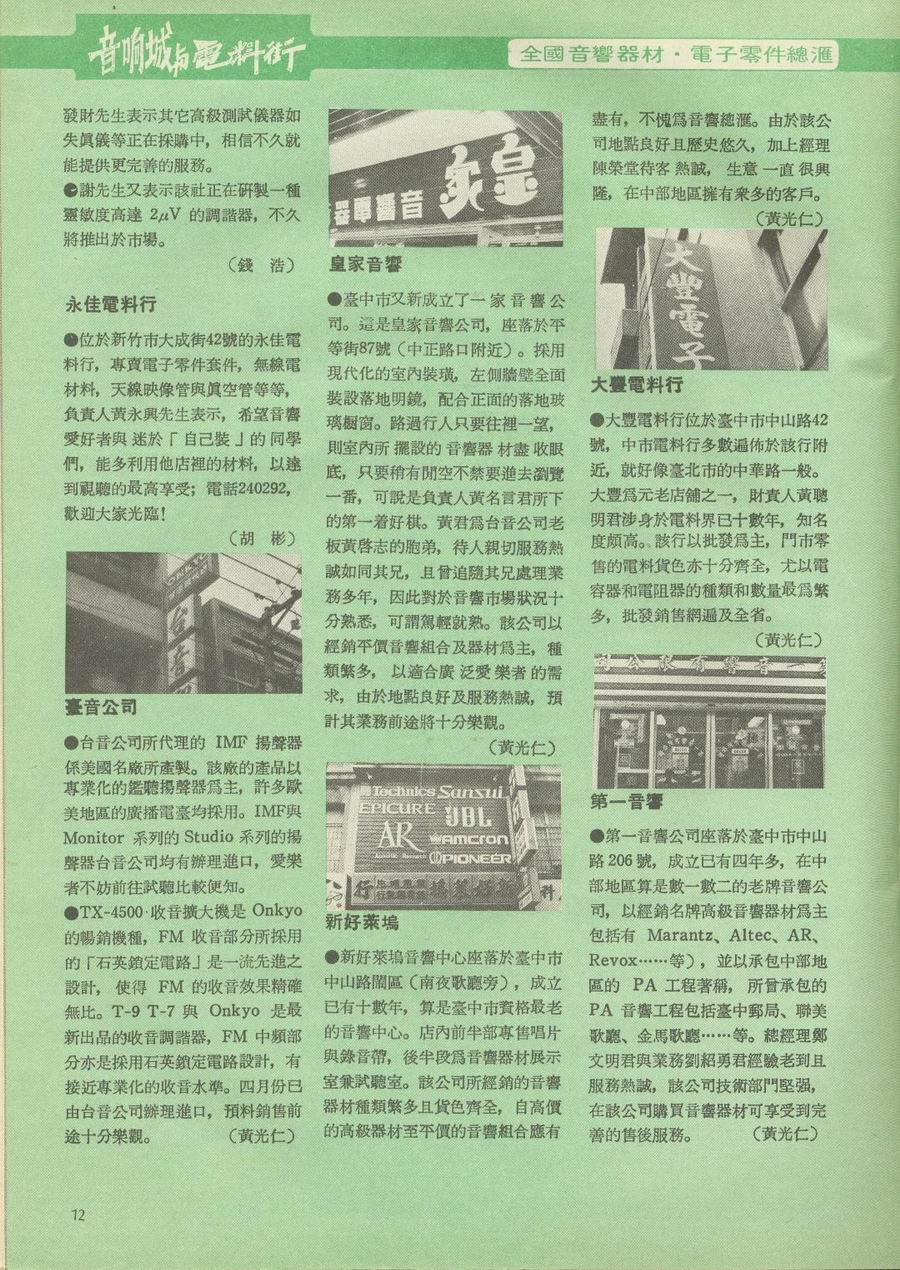 音响城与電料街
全國音響器材・電子零件總滙
發財先生表示其它高級測試儀器如
失眞儀等正在採購中，相信不久就
能提供更完善的服務。
●謝先生又表示該社正在研製一種
靈敏度高達 2μV 的調諧器，不久
將推出於市場。
（錢　浩）
永佳電料行
●位於新竹市大成街42號的永佳電
料行，專賣電子零件套件，無線電
材料，天線映像管與眞空管等等，
負責人黃永興先生表示，希望音響
愛好者與迷於「自己裝」的同學
們，能多利用他店裡的材料，以達
到視聽的最高享受；電話240292，
歡迎大家光臨！
（胡　彬）
ONKYO
台音
臺音公司
●台音公司所代理的 IMF 揚聲器
係美國名廠所產製。該廠的產品以
專業化的鑑聽揚聲器爲主，許多歐
美地區的廣播電臺均採用。IMF與
Monitor 系列的 Studio 系列的揚
聲器台音公司均有辦理進口，愛樂
者不妨前往試聽比較便知。
●TX-4500·收音擴大機是 Onkyo
的暢銷機種，FM 收音部分所採用
的「石英鎖定電路」是一流先進之
設計，使得 FM 的收音效果精確
無比。T-9 T-7 與 Onkyo 是最
新出品的收音調諧器，FM 中頻部
分亦是採用石英鎖定電路設計，有
接近專業化的收音水準。四月份已
由台音公司辦理進口，預料銷售前
途十分樂觀。　　（黃光仁）
皇家
音響電器
皇家音響
●臺中市又新成立了一家音響公
司。這是皇家音響公司，座落於平
等街87號（中正路口附近）。採用
現代化的室內裝璜，左側牆壁全面
裝設落地明鏡，配合正面的落地玻
璃櫥窗。路過行人只要往裡一望，
則室內所擺設的音響器材盡收眼
底，只要稍有閒空不禁要進去瀏覽
一番，可說是負責人黃名言君所下
的第一着好棋。黃君爲台音公司老
板黃啓志的胞弟，待人親切服務熱
誠如同其兄，且曾追隨其兄處理業
務多年，因此對於音響市場狀況十
分熟悉，可謂駕輕就熟。該公司以
經銷平價音響組合及器材爲主，種
類繁多，以適合廣泛愛樂者的需
求，由於地點良好及服務熱誠，預
計其業務前途將十分樂觀。
（黃光仁）
Technics Sansui
EPICURE JBL
AR AMCRON
PIONEER
新好萊塢
●新好萊塢音響中心座落於臺中市
中山路鬧區（南夜歌廳旁），成立
已有十數年，算是臺中市資格最老
的音響中心。店內前半部專售唱片
與錄音帶，後半段爲音響器材展示
室兼試聽室。該公司所經銷的音響
器材種類繁多且貨色齊全，自高價
的高級器材至平價的音響組合應有
盡有，不愧爲音響總滙。由於該公
司地點良好且歷史悠久，加上經理
陳榮堂待客熱誠，生意一直很興
隆，在中部地區擁有衆多的客戶。
（黃光仁）
大豐電子
大豐電料行
●大豐電料行位於臺中市中山路42
號，中市電料行多數遍佈於該行附
近，就好像臺北市的中華路一般。
大豐爲元老店舖之一，財責人黃聰
明君涉身於電料界已十數年，知名
度頗高。該行以批發爲主，門市零
售的電料貨色亦十分齊全，尤以電
容器和電阻器的種類和數量最爲繁
多，批發銷售網遍及全省。
（黃光仁）
第一音響有限公司
第一音響
●第一音響公司座落於臺中市中山
路 206 號，成立已有四年多，在中
部地區算是數一數二的老牌音響公
司，以經銷名牌高級音響器材爲主
包括有 Marantz、Altec、AR、
Revox……等），並以承包中部地
區的 PA 工程著稱，所曾承包的
PA 音響工程包括臺中郵局、聯美
歌廳、金馬歌廳……等。總經理鄭
文明君與業務劉紹勇君經驗老到且
服務熱誠，該公司技術部門堅强，
在該公司購買音響器材可享受到完
善的售後服務。　　（黃光仁）
12